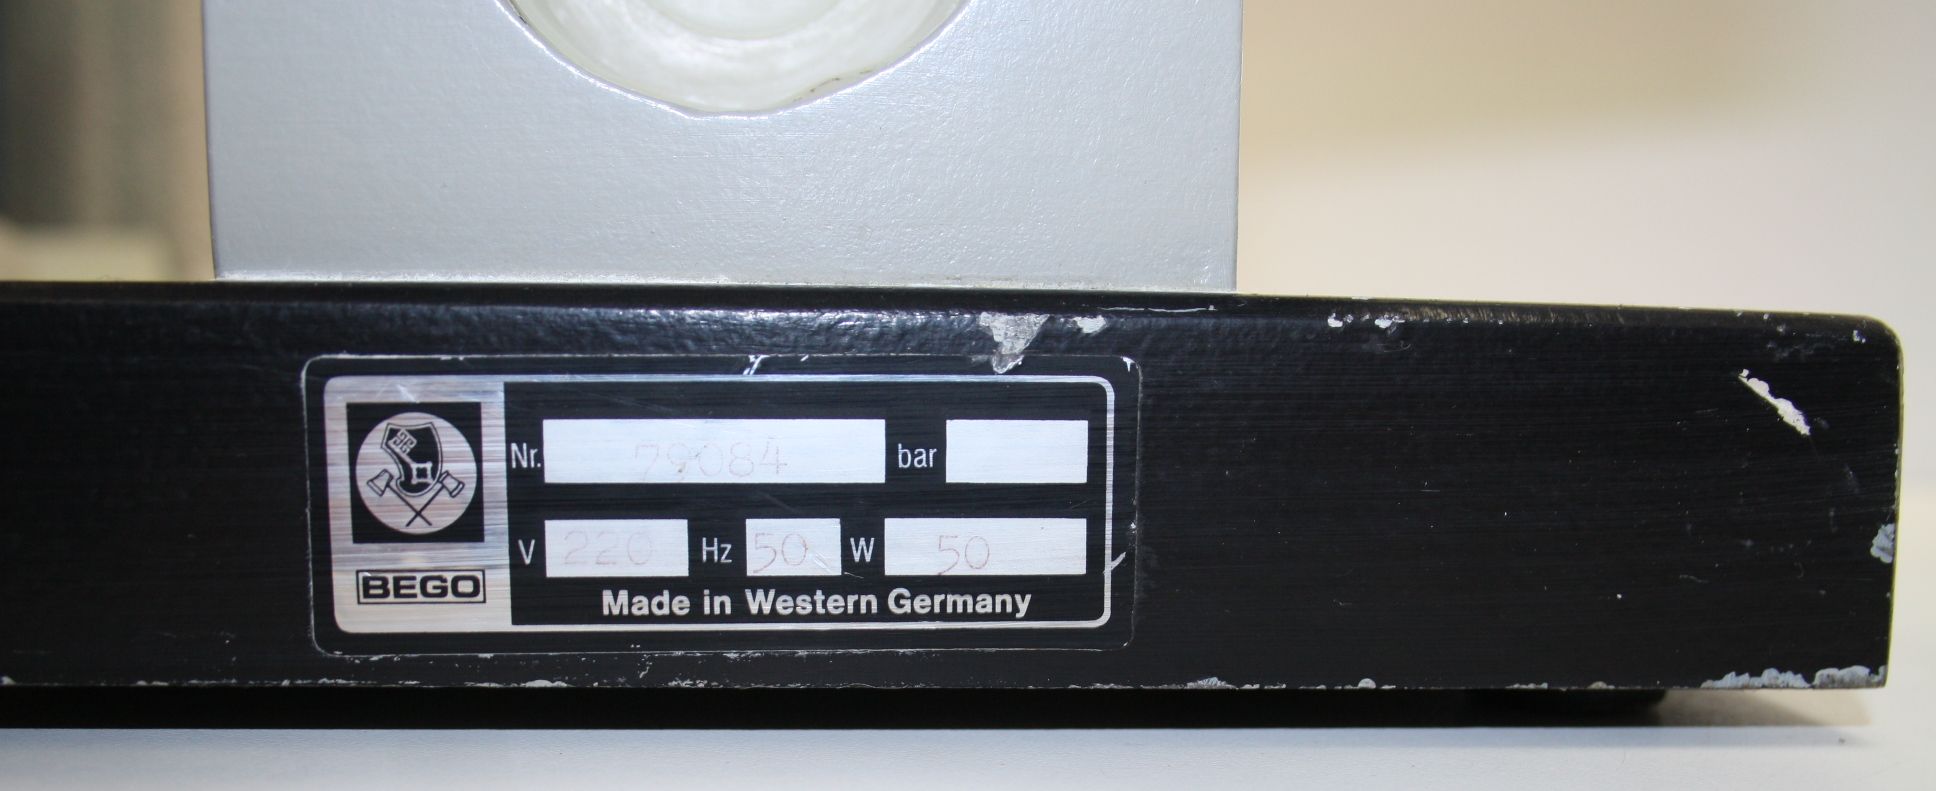 Nr. 79084 bar
V 220 Hz 50 W 50
BEGO
Made in Western Germany